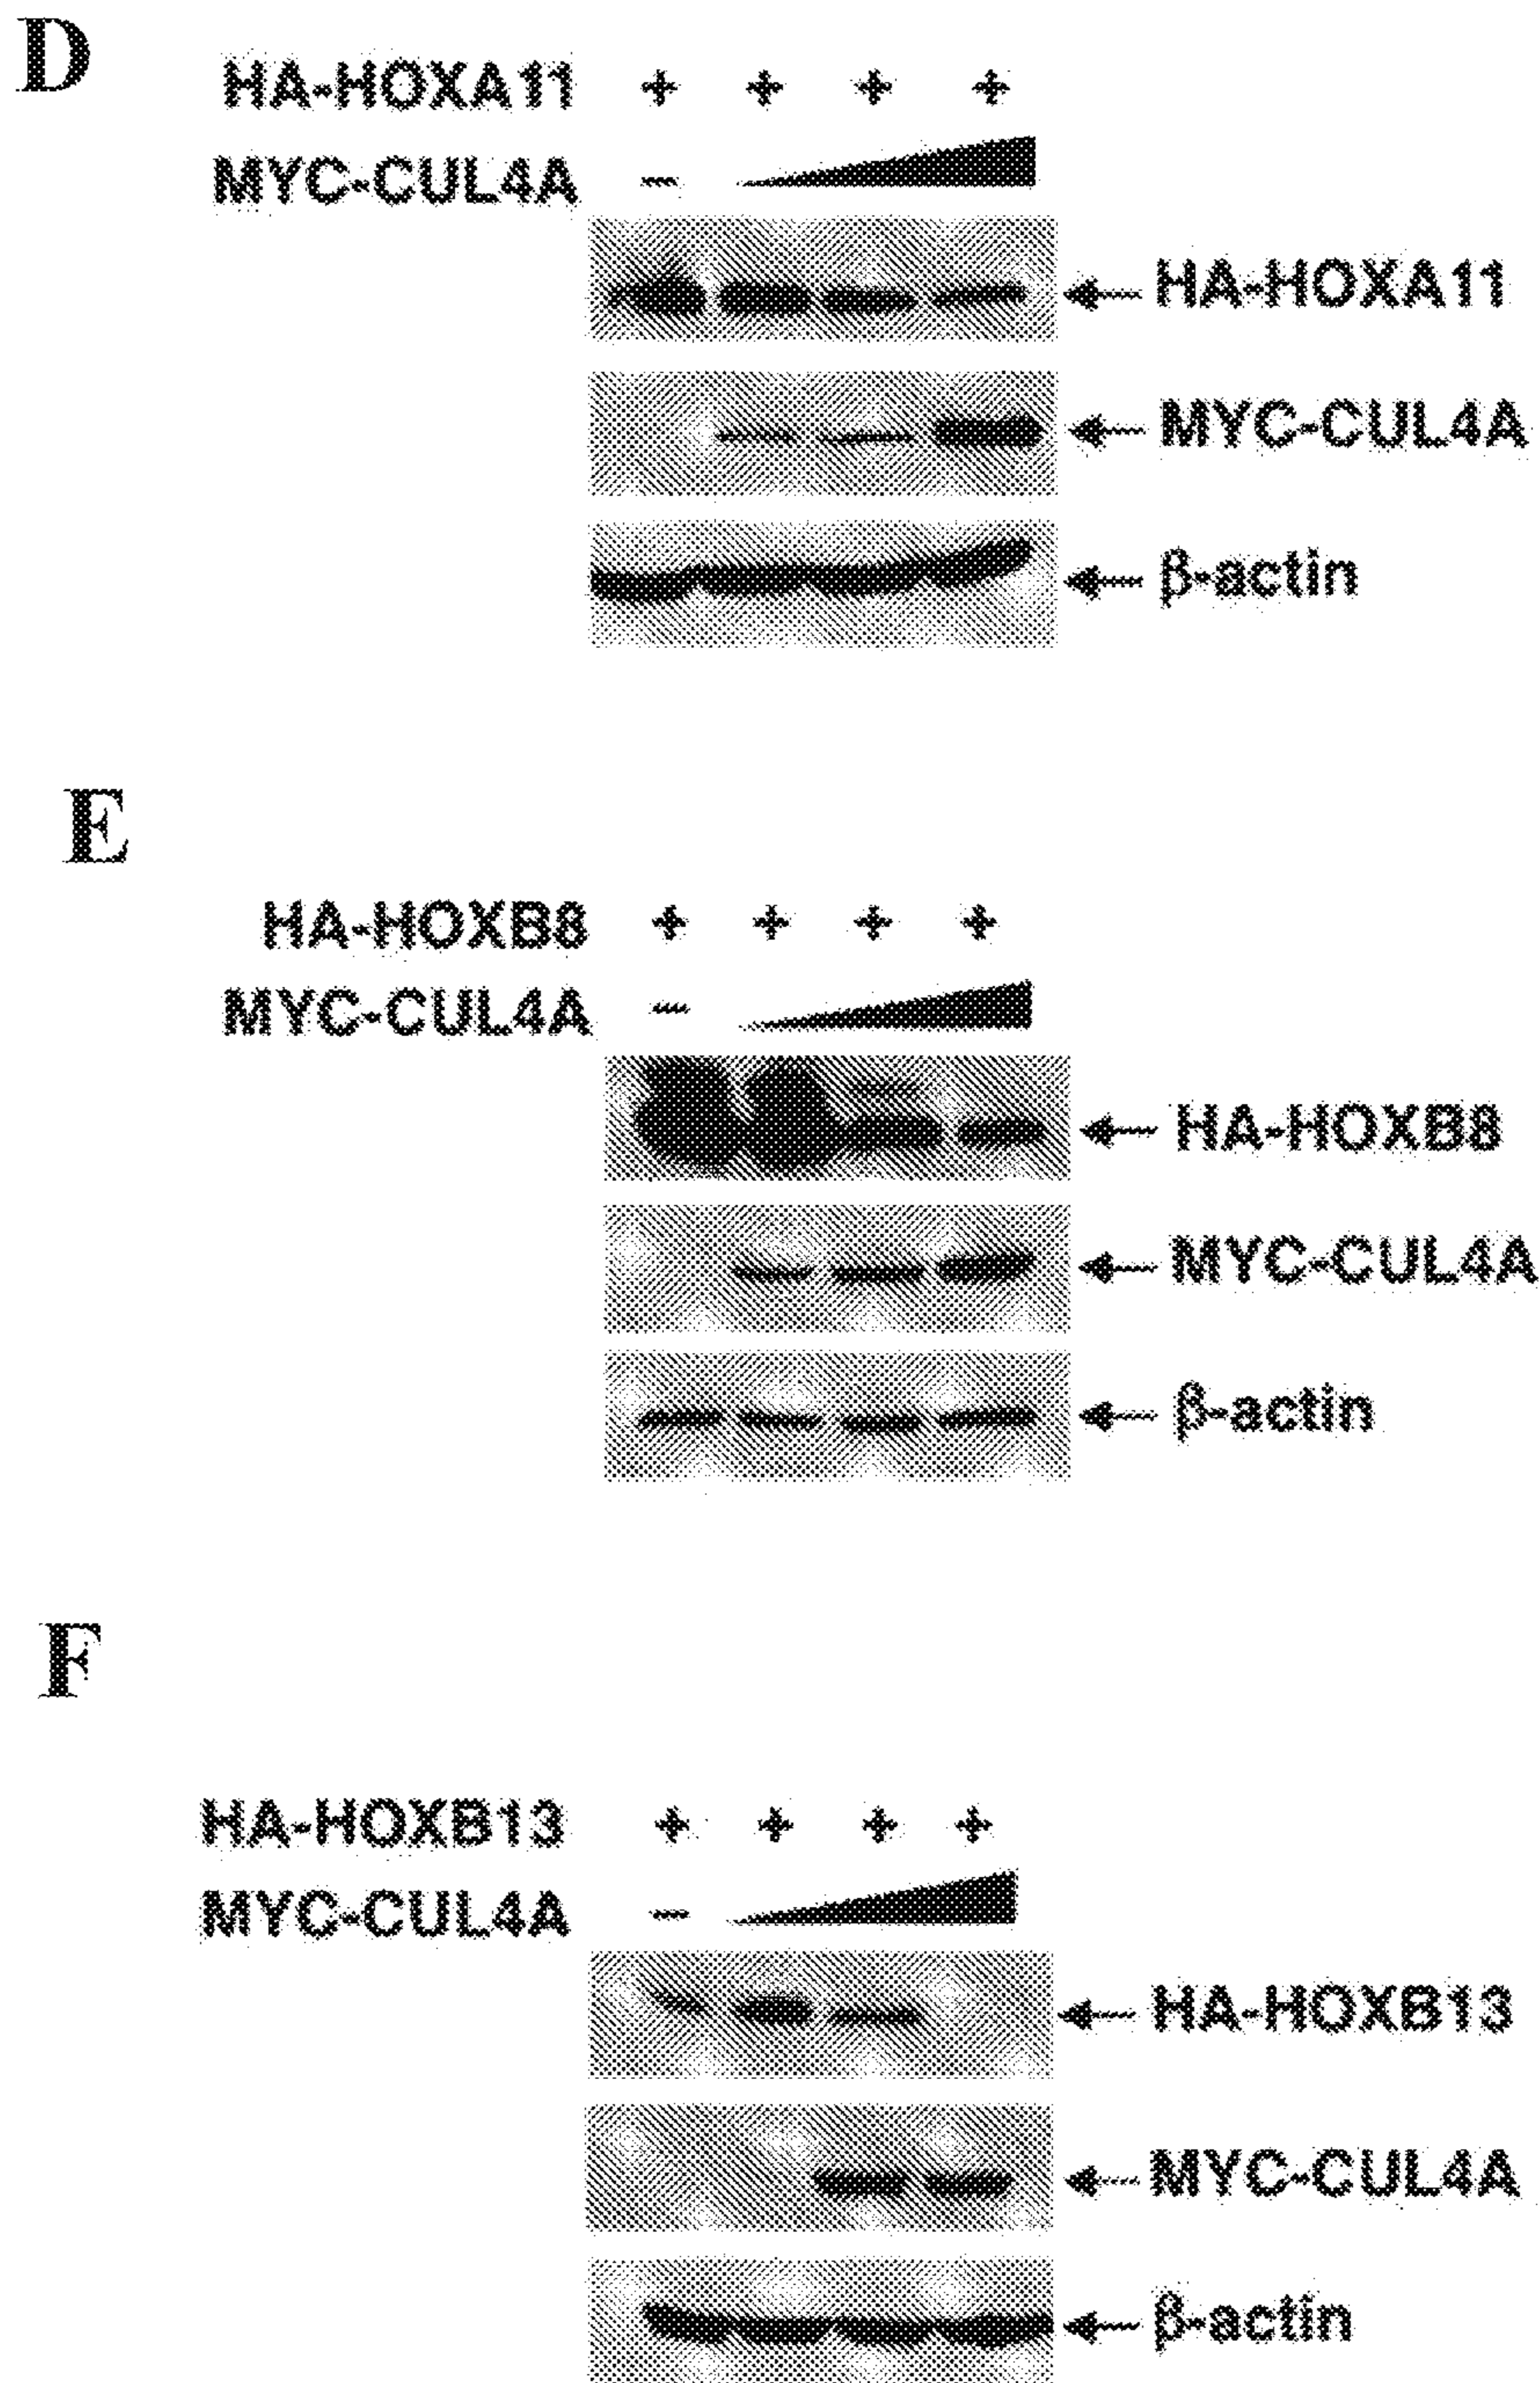 D
HA-HOXA11 + + + +
MYC-CUL4A –
HA-HOXA11
MYC-CUL4A
β-actin
E
HA-HOXB8 + + + +
MYC-CUL4A –
HA-HOXB8
MYC-CUL4A
β-actin
F
HA-HOXB13 + + + +
MYC-CUL4A –
HA-HOXB13
MYC-CUL4A
β-actin